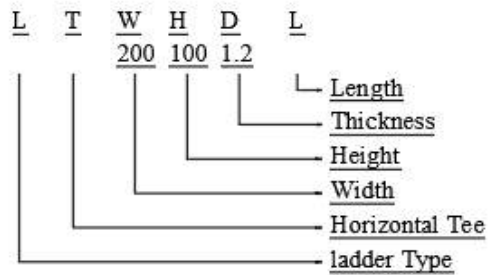 L T W H D L
200 100 1.2
Length
Thickness
Height
Width
Horizontal Tee
ladder Type